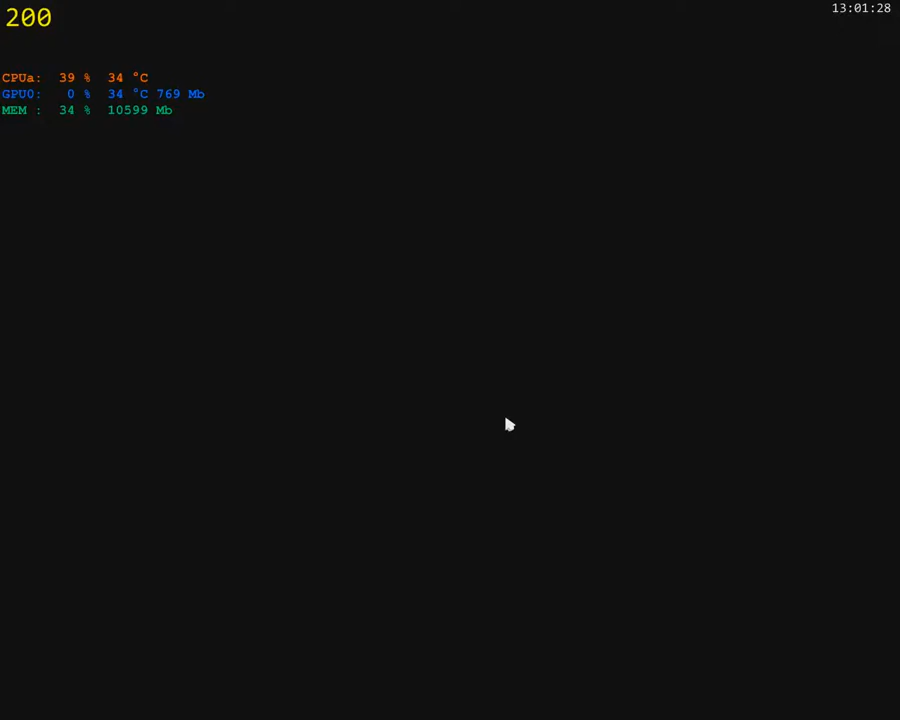 200
13:01:28
CPUa: 39 % 34 °C
GPU0: 0 % 34 °C 769 Mb
MEM : 34 % 10599 Mb